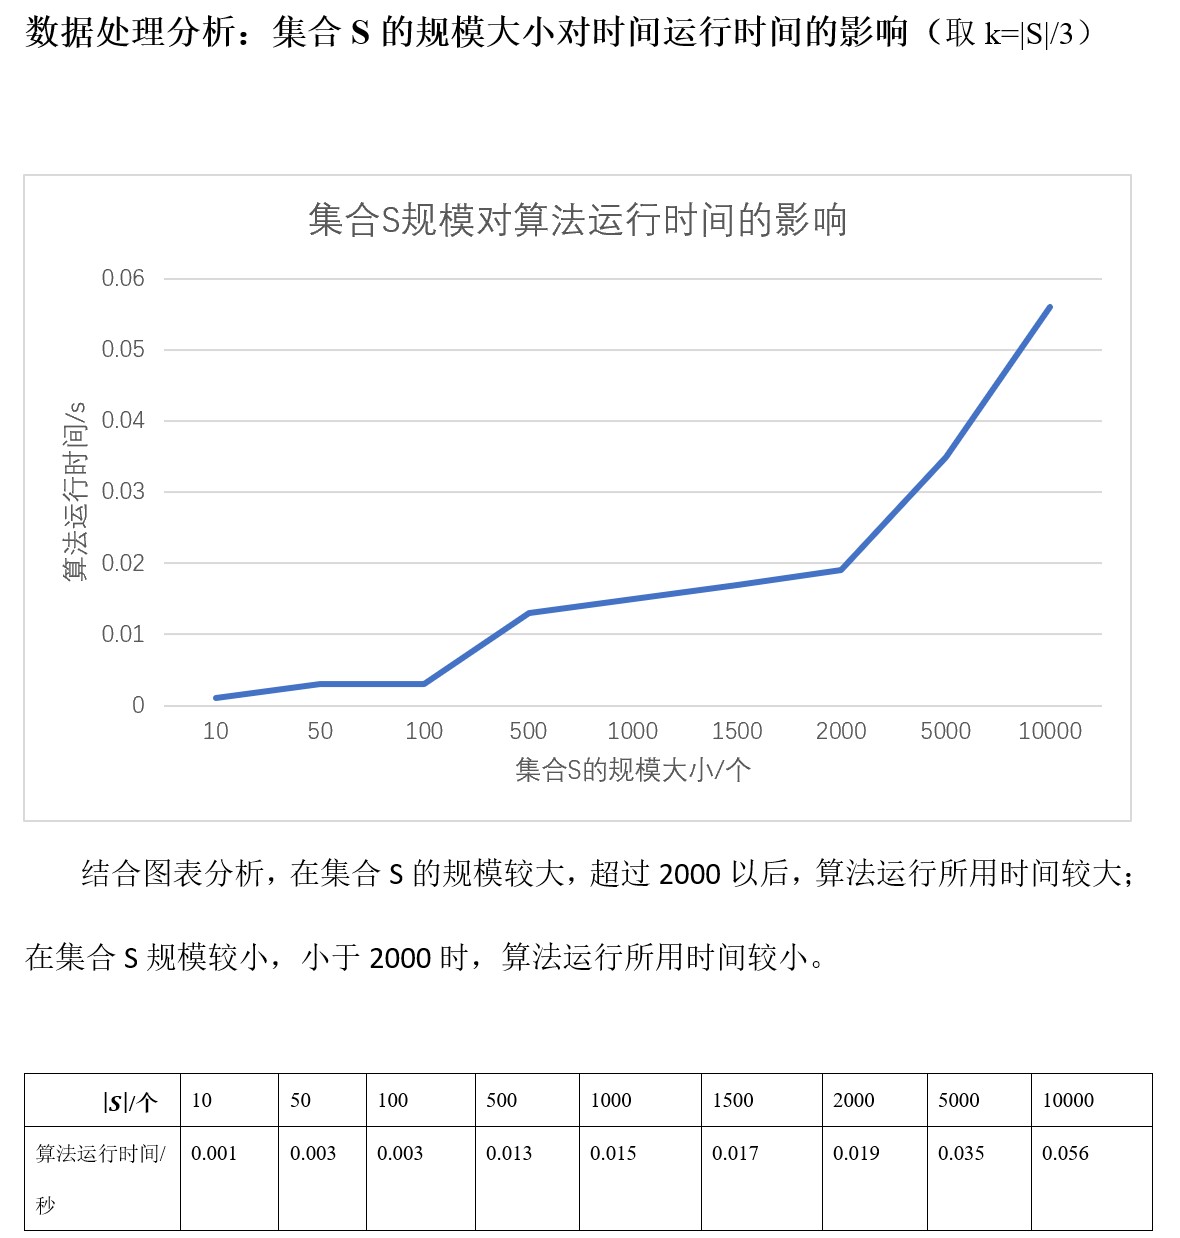 数据处理分析：集合 S 的规模大小对时间运行时间的影响（取 k=|S|/3）
集合S规模对算法运行时间的影响
0.06
0.05
0.04
0.03
0.02
0.01
0
算法运行时间/s
10 50 100 500 1000 1500 2000 5000 10000
集合S的规模大小/个
结合图表分析，在集合 S 的规模较大，超过 2000 以后，算法运行所用时间较大；
在集合 S 规模较小，小于 2000 时，算法运行所用时间较小。
|S|/个 10 50 100 500 1000 1500 2000 5000 10000
算法运行时间/ 0.001 0.003 0.003 0.013 0.015 0.017 0.019 0.035 0.056
秒